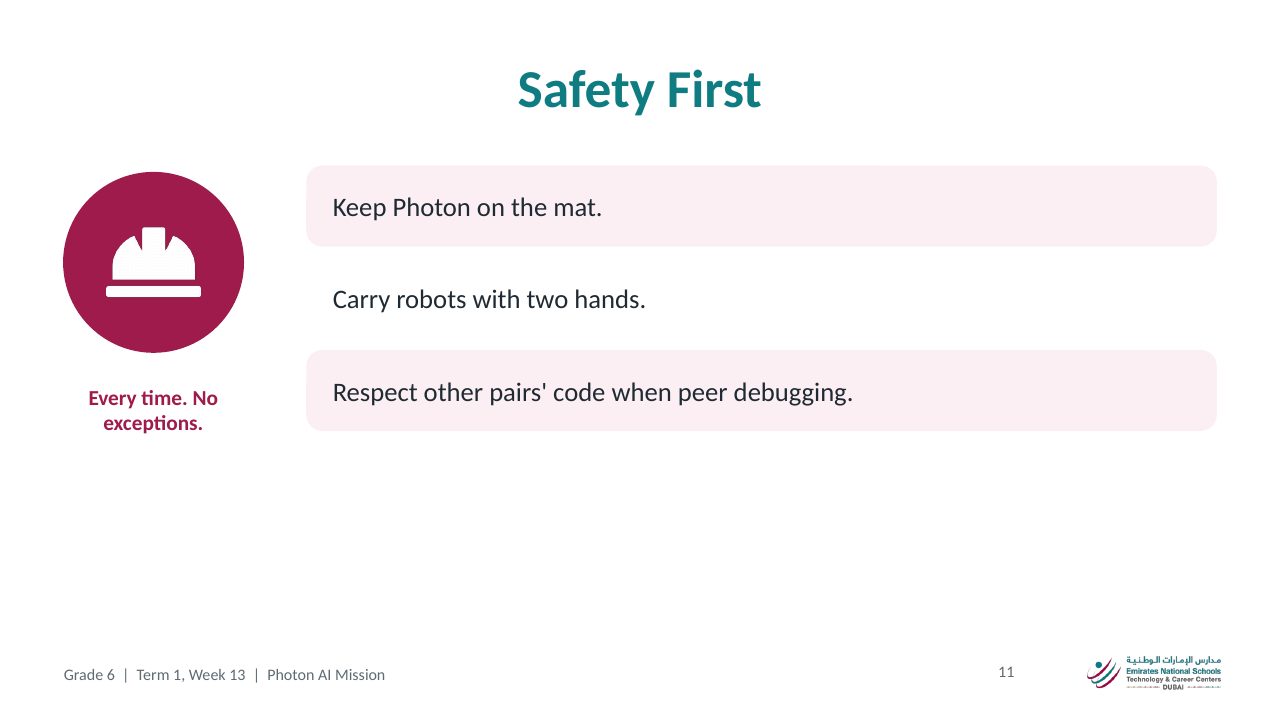 Safety First
Keep Photon on the mat.
Carry robots with two hands.
Respect other pairs' code when peer debugging.
Every time. No
exceptions.
Grade 6 | Term 1, Week 13 | Photon AI Mission
11
مدارس الإمارات الوطنية
Emirates National Schools
Technology & Career Centers
DUBAI